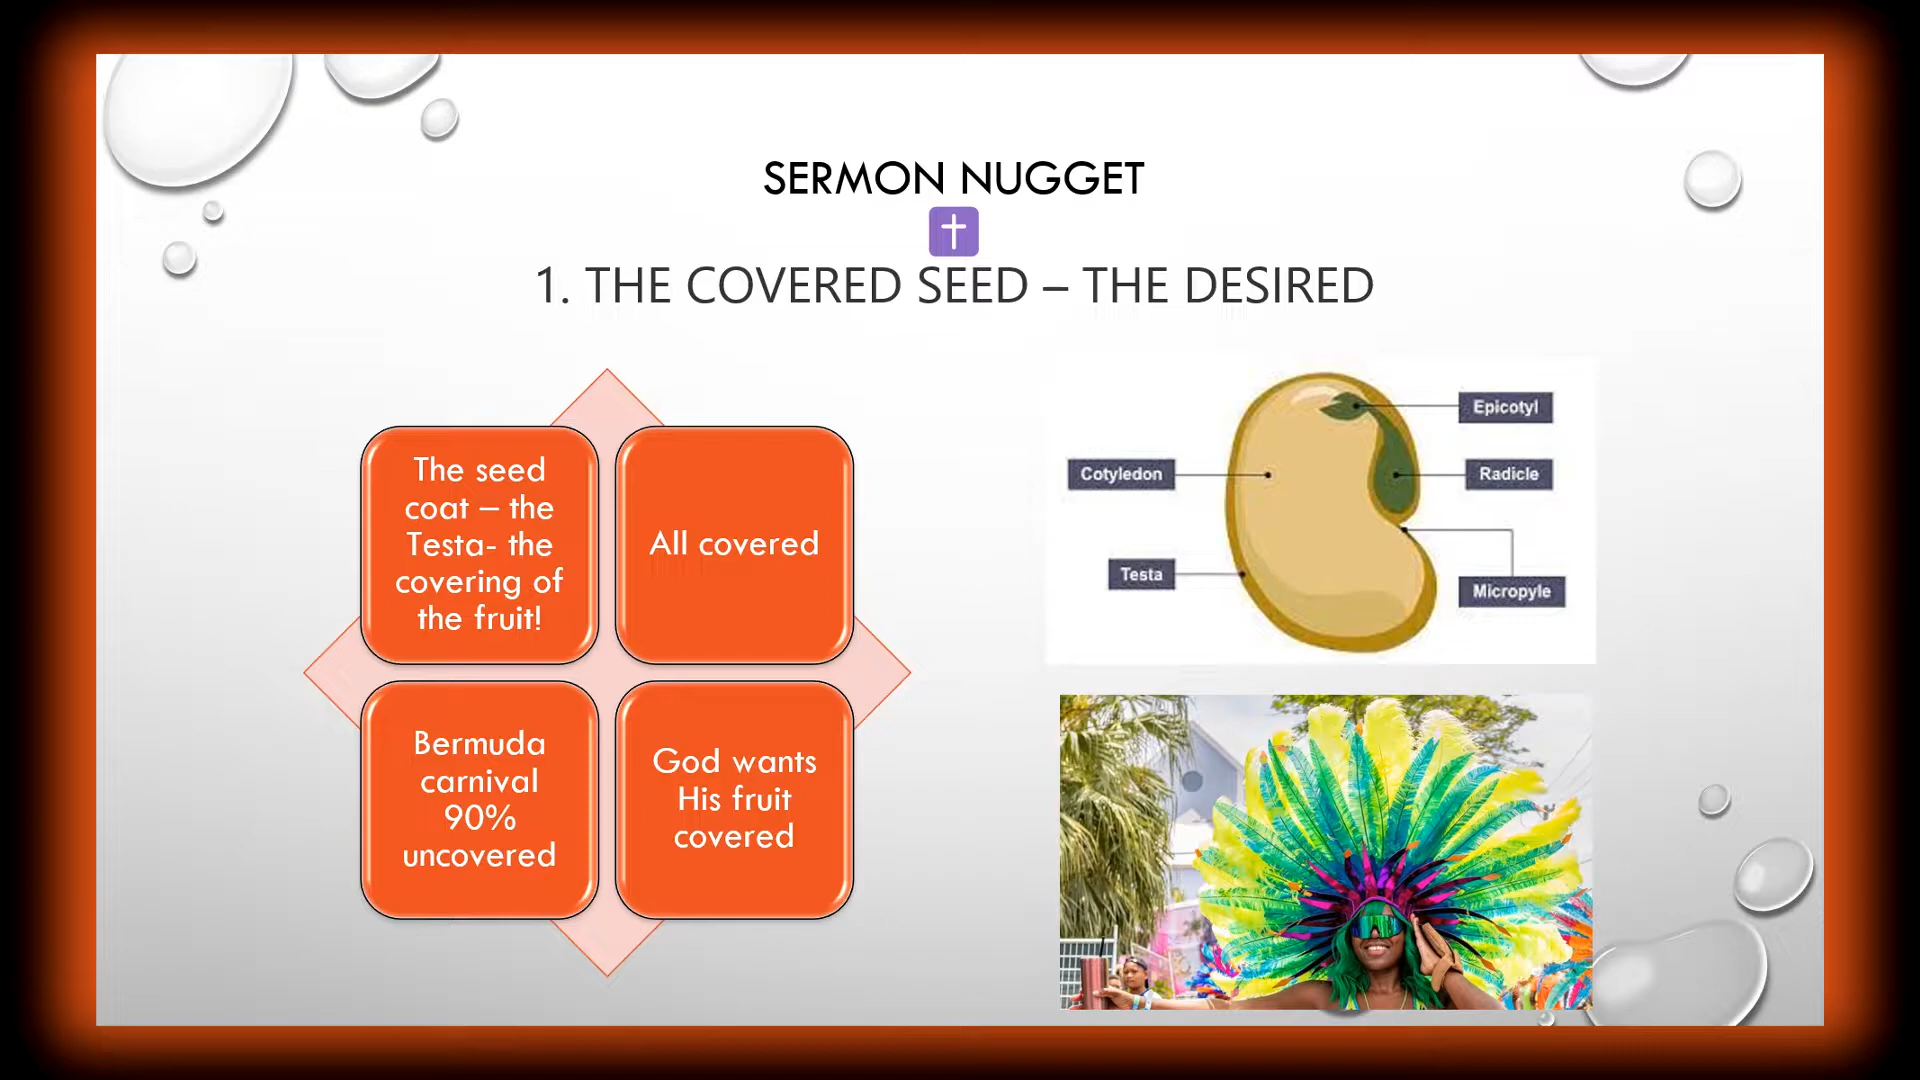 SERMON NUGGET
1. THE COVERED SEED – THE DESIRED
The seed
coat – the
Testa- the
covering of
the fruit!
All covered
Bermuda
carnival
90%
uncovered
God wants
His fruit
covered
Epicotyl
Cotyledon
Radicle
Testa
Micropyle